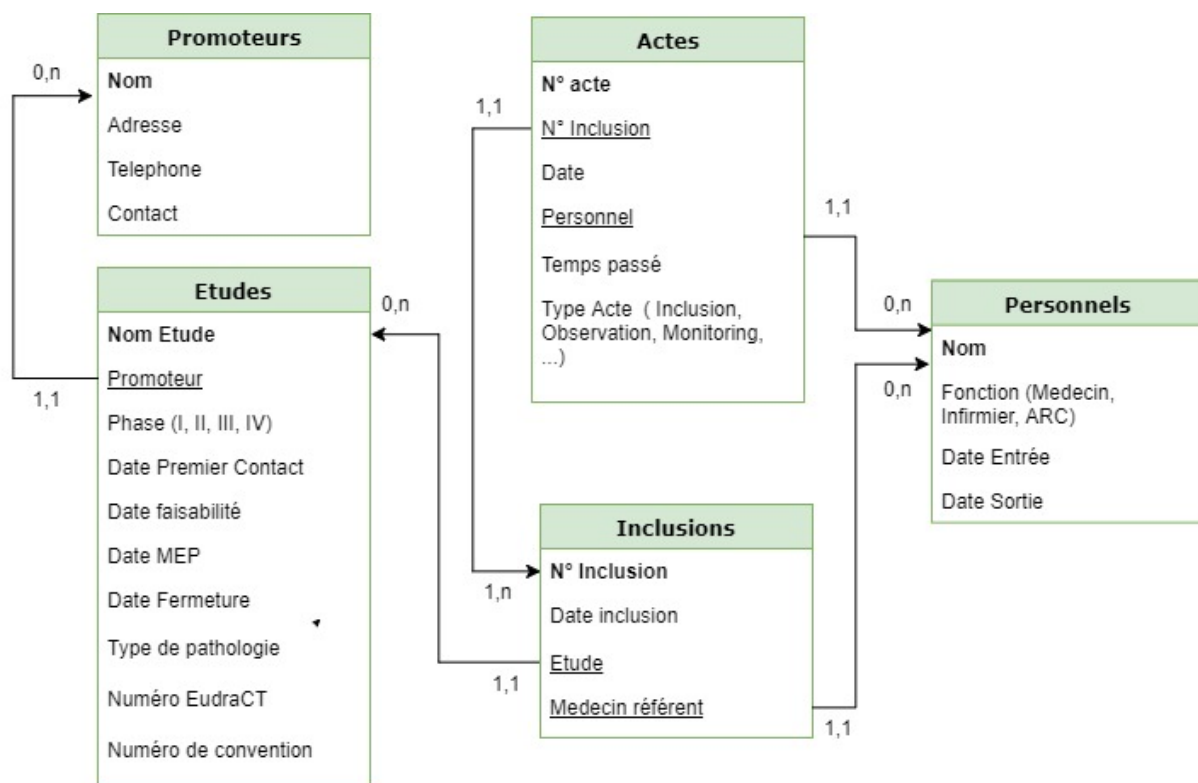 Promoteurs
Nom
Adresse
Telephone
Contact
0,n
1,1
Etudes
Nom Etude
Promoteur
Phase (I, II, III, IV)
Date Premier Contact
Date faisabilité
Date MEP
Date Fermeture
Type de pathologie
Numéro EudraCT
Numéro de convention
0,n
1,1
Actes
N° acte
N° Inclusion
Date
Personnel
Temps passé
Type Acte ( Inclusion,
Observation, Monitoring,
...)
1,1
1,n
1,1
0,n
Inclusions
N° Inclusion
Date inclusion
Etude
Medecin référent
1,1
0,n
Personnels
Nom
Fonction (Medecin,
Infirmier, ARC)
Date Entrée
Date Sortie